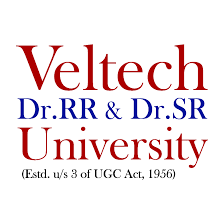 Veltech
Dr.RR & Dr.SR
University
(Estd. u/s 3 of UGC Act, 1956)